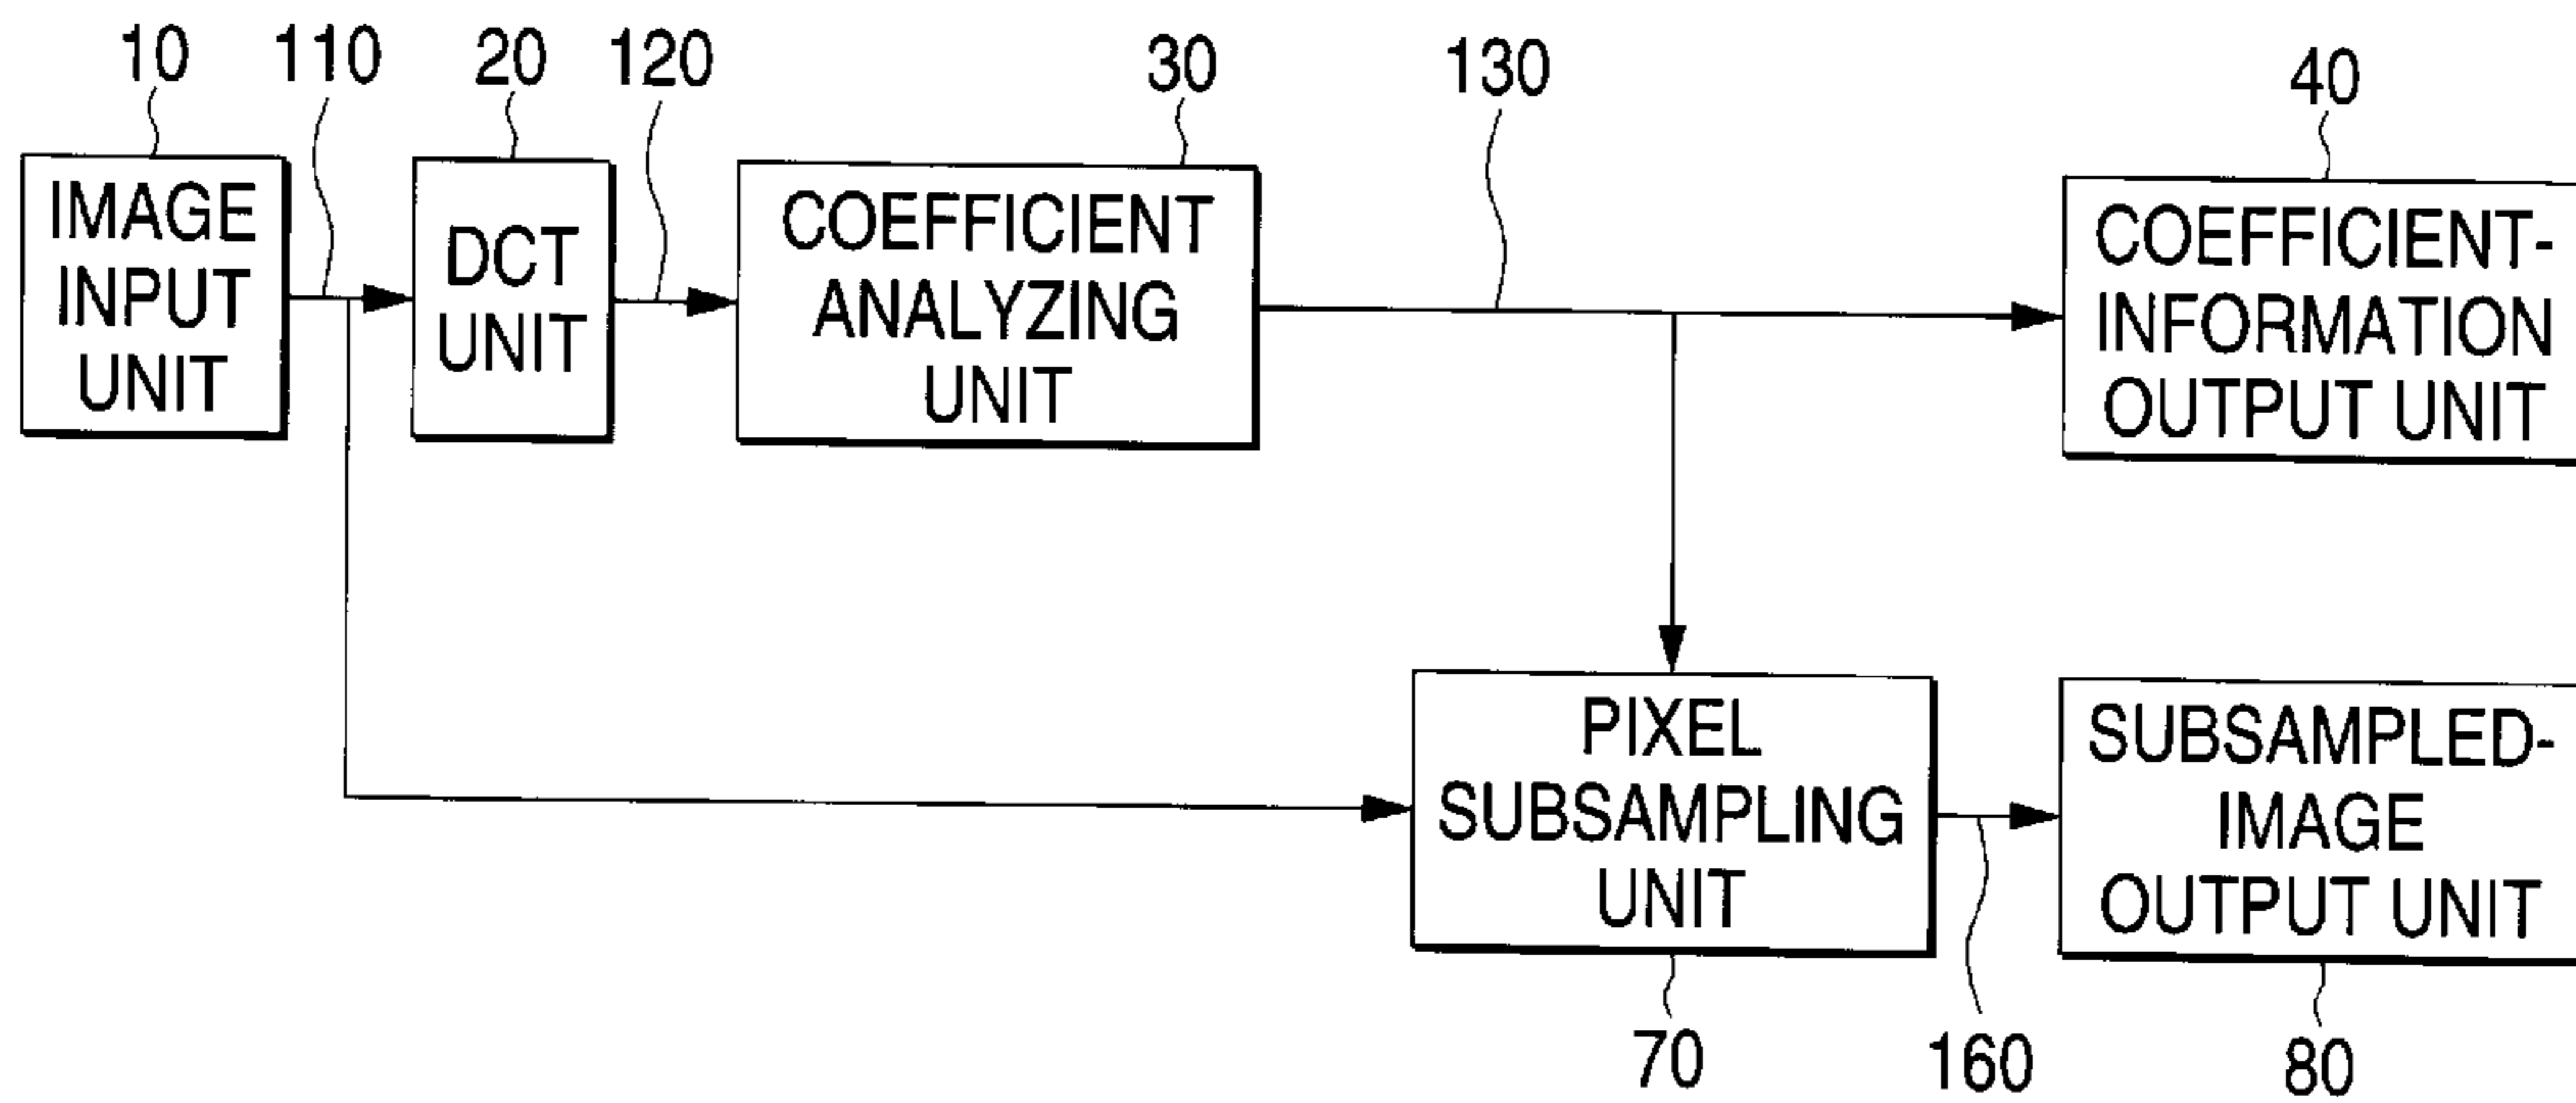 10 110 20 120 30 130 40
IMAGE
INPUT
UNIT
DCT
UNIT
COEFFICIENT
ANALYZING
UNIT
COEFFICIENT-
INFORMATION
OUTPUT UNIT
PIXEL
SUBSAMPLING
UNIT
SUBSAMPLED-
IMAGE
OUTPUT UNIT
70 160 80